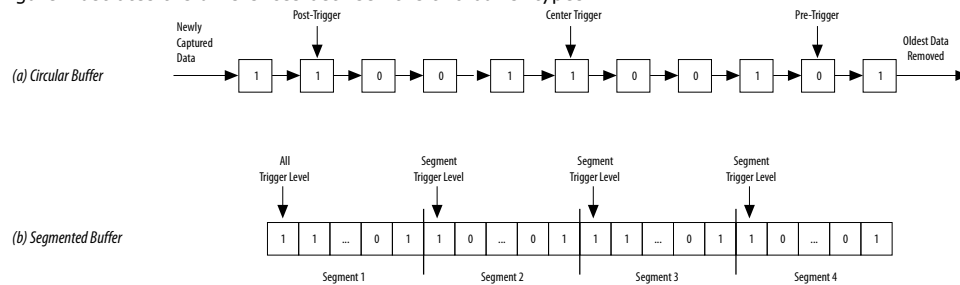 Post-Trigger
Center Trigger
Pre-Trigger
Newly
Captured
Data
Oldest Data
Removed
(a) Circular Buffer
1 1 0 0 1 1 0 0 1 0 1
All
Trigger Level
Segment
Trigger Level
Segment
Trigger Level
Segment
Trigger Level
(b) Segmented Buffer
1 1 ... 0 1 1 0 ... 0 1 1 1 ... 0 1 1 0 ... 0 1
Segment 1
Segment 2
Segment 3
Segment 4